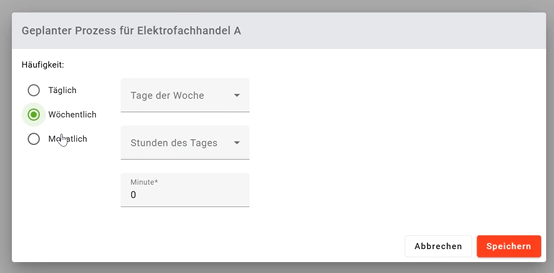 Geplanter Prozess für Elektrofachhandel A
Häufigkeit:
Täglich
Wöchentlich
Monatlich
Tage der Woche
Stunden des Tages
Minute*
0
Abbrechen
Speichern